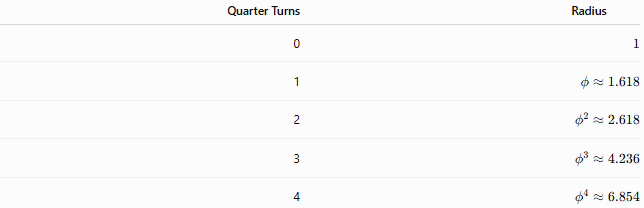 Quarter Turns Radius
0 1
1 ϕ ≈ 1.618
2 ϕ² ≈ 2.618
3 ϕ³ ≈ 4.236
4 ϕ⁴ ≈ 6.854